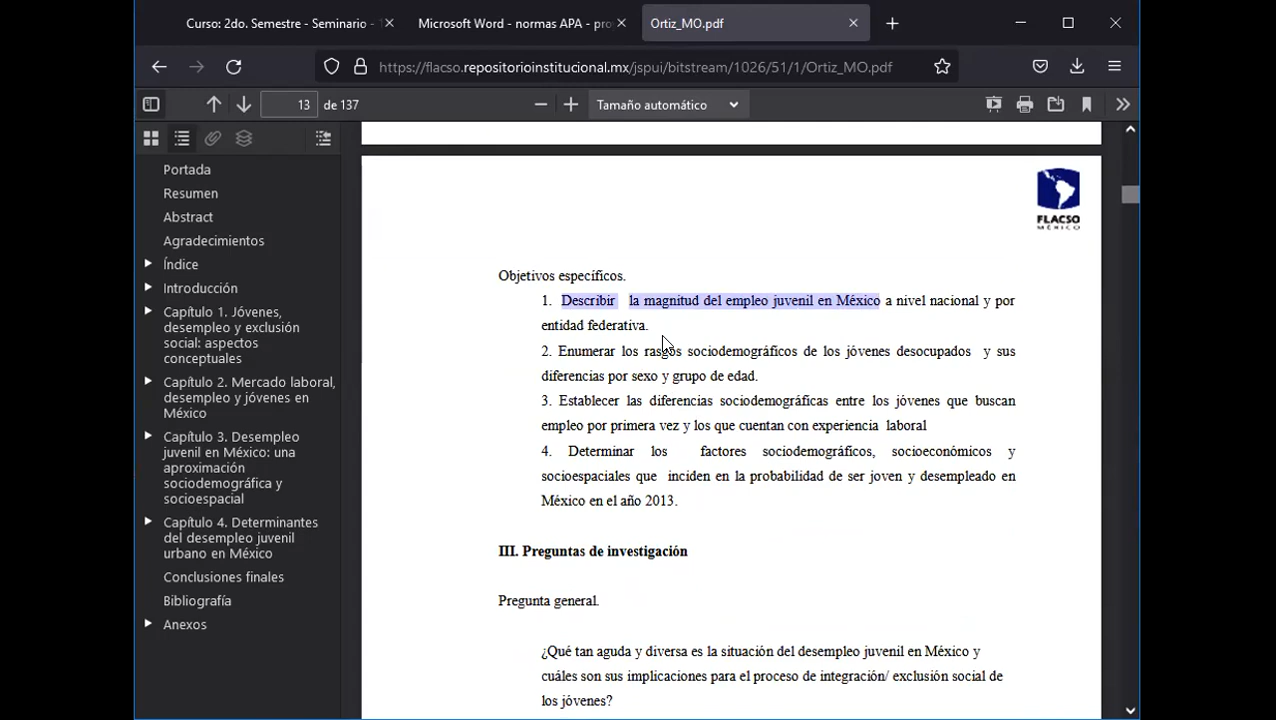 Curso: 2do. Semestre - Seminario -
Microsoft Word - normas APA - pro
Ortiz_MO.pdf
https://flacso.repositorioinstitucional.mx/jspui/bitstream/1026/51/1/Ortiz_MO.pdf
13 de 137
Tamaño automático
Portada
Resumen
Abstract
Agradecimientos
Índice
Introducción
Capítulo 1. Jóvenes,
desempleo y exclusión
social: aspectos
conceptuales
Capítulo 2. Mercado laboral,
desempleo y jóvenes en
México
Capítulo 3. Desempleo
juvenil en México: una
aproximación
sociodemográfica y
socioespacial
Capítulo 4. Determinantes
del desempleo juvenil
urbano en México
Conclusiones finales
Bibliografía
Anexos
FLACSO
MÉXICO
Objetivos específicos.
1. Describir la magnitud del empleo juvenil en México a nivel nacional y por
entidad federativa.
2. Enumerar los rasgos sociodemográficos de los jóvenes desocupados y sus
diferencias por sexo y grupo de edad.
3. Establecer las diferencias sociodemográficas entre los jóvenes que buscan
empleo por primera vez y los que cuentan con experiencia laboral
4. Determinar los factores sociodemográficos, socioeconómicos y
socioespaciales que inciden en la probabilidad de ser joven y desempleado en
México en el año 2013.
III. Preguntas de investigación
Pregunta general.
¿Qué tan aguda y diversa es la situación del desempleo juvenil en México y
cuáles son sus implicaciones para el proceso de integración/ exclusión social de
los jóvenes?